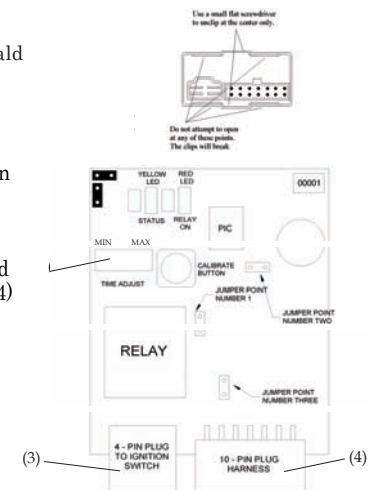 Use a small flat screwdriver
to unclip at the center only.
ald
Do not attempt to open
at any of these points.
The clips will break
n
YELLOW
LED
RED
LED
00001
STATUS
RELAY
ON
PIC
MIN
MAX
d
4)
TIME ADJUST
CALIBRATE
BUTTON
JUMPER POINT
NUMBER 1
JUMPER POINT
NUMBER TWO
RELAY
JUMPER POINT
NUMBER THREE
(3)
4 - PIN PLUG
TO IGNITION
SWITCH
10 - PIN PLUG
HARNESS
(4)